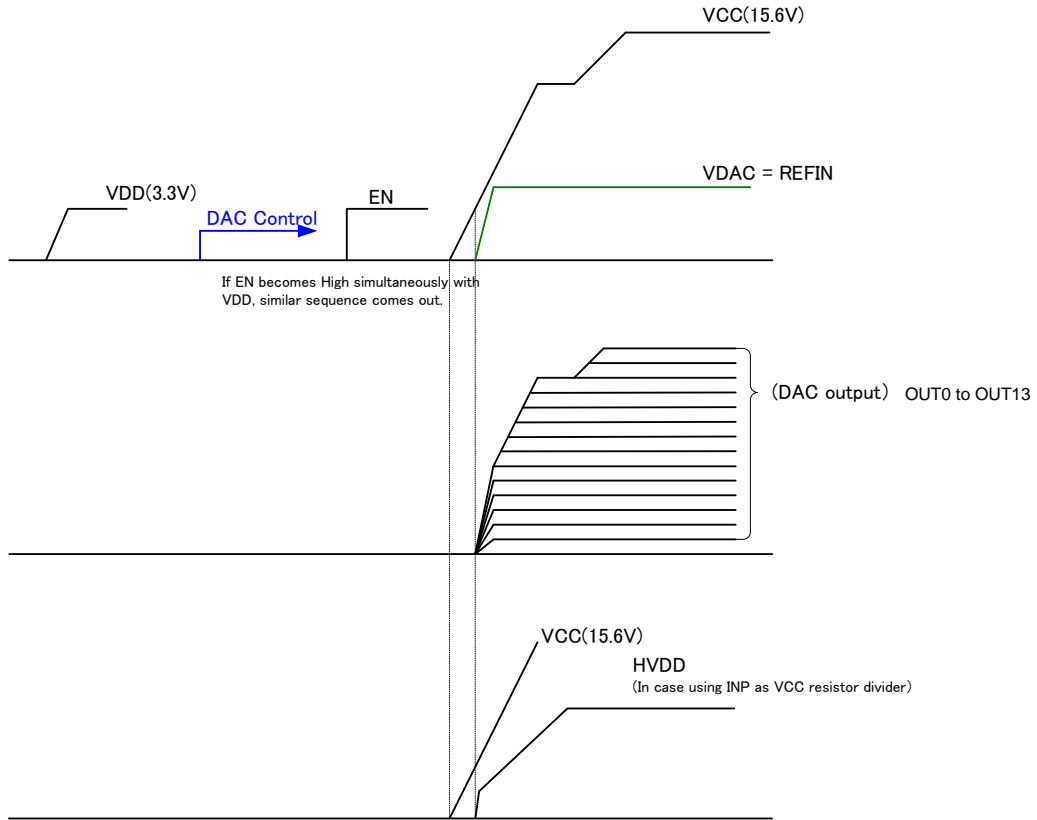 VCC(15.6V)
VDAC = REFIN
VDD(3.3V)
DAC Control
EN
If EN becomes High simultaneously with
VDD, similar sequence comes out.
(DAC output) OUT0 to OUT13
VCC(15.6V)
HVDD
(In case using INP as VCC resistor divider)